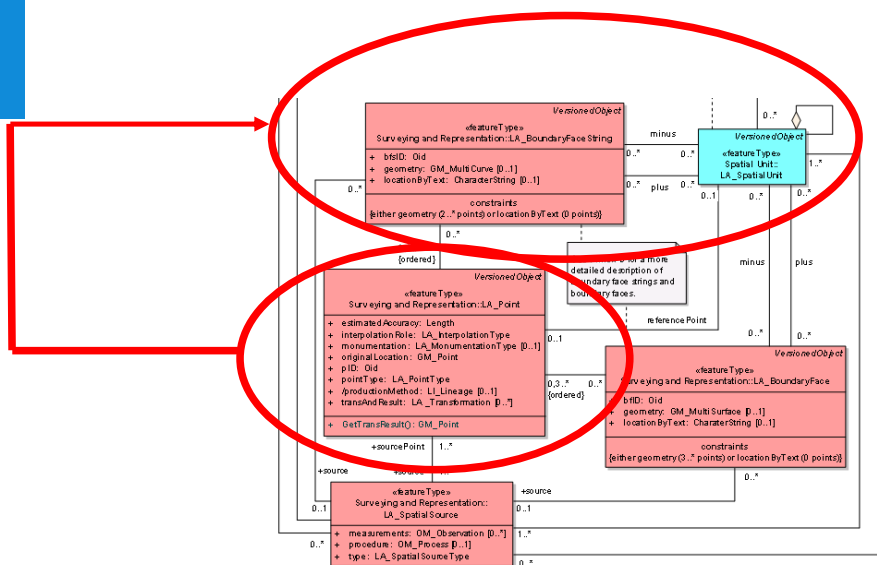 VersionedObject
«featureType»
Surveying and Representation::LA_BoundaryFaceString
+ bfsID: Oid
+ geometry: GM_MultiCurve [0..1]
+ locationByText: CharacterString [0..1]
constraints
{either geometry (2..* points) or locationByText (0 points)}
minus
0..*
0..*
0..*
plus
0..*
0..*
VersionedObject
«featureType»
Spatial Unit::
LA_SpatialUnit
0..*
1..*
0..1
0..*
0..*
0..*
{ordered}
for a more
detailed description of
boundary face strings and
boundary faces.
minus
plus
VersionedObject
«featureType»
Surveying and Representation::LA_Point
+ estimatedAccuracy: Length
+ interpolationRole: LA_InterpolationType
+ monumentation: LA_MonumentationType [0..1]
+ originalLocation: GM_Point
+ pID: Oid
+ pointType: LA_PointType
+ /productionMethod: LI_Lineage [0..1]
+ transAndResult: LA_Transformation [0..*]
+ GetTransResult(): GM_Point
referencePoint
0..1
0..*
0..*
0,3..*
0..*
{ordered}
VersionedObject
«featureType»
Surveying and Representation::LA_BoundaryFace
+ bfID: Oid
+ geometry: GM_MultiSurface [0..1]
+ locationByText: CharaterString [0..1]
constraints
{either geometry (3..* points) or locationByText (0 points)}
+sourcePoint
1..*
+source
+source
0..*
+source
0..1
0..1
0..*
1..*
0..*
«featureType»
Surveying and Representation::
LA_SpatialSource
+ measurements: OM_Observation [0..*]
+ procedure: OM_Process [0..1]
+ type: LA_SpatialSourceType